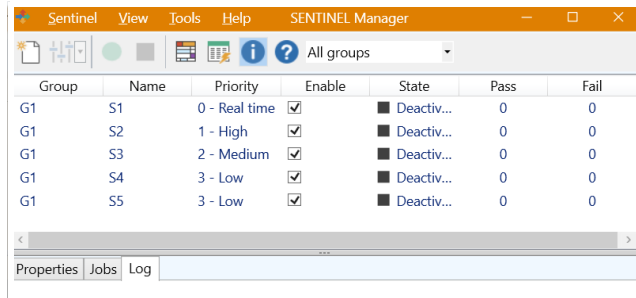 Sentinel View Tools Help SENTINEL Manager
All groups
Group Name Priority Enable State Pass Fail
G1 S1 0 - Real time Deactiv... 0 0
G1 S2 1 - High Deactiv... 0 0
G1 S3 2 - Medium Deactiv... 0 0
G1 S4 3 - Low Deactiv... 0 0
G1 S5 3 - Low Deactiv... 0 0
Properties Jobs Log